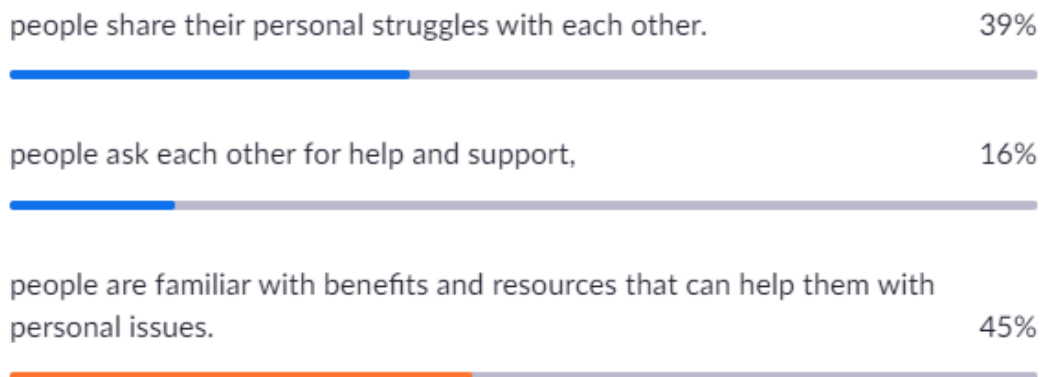 people share their personal struggles with each other. 39%
people ask each other for help and support, 16%
people are familiar with benefits and resources that can help them with
personal issues. 45%